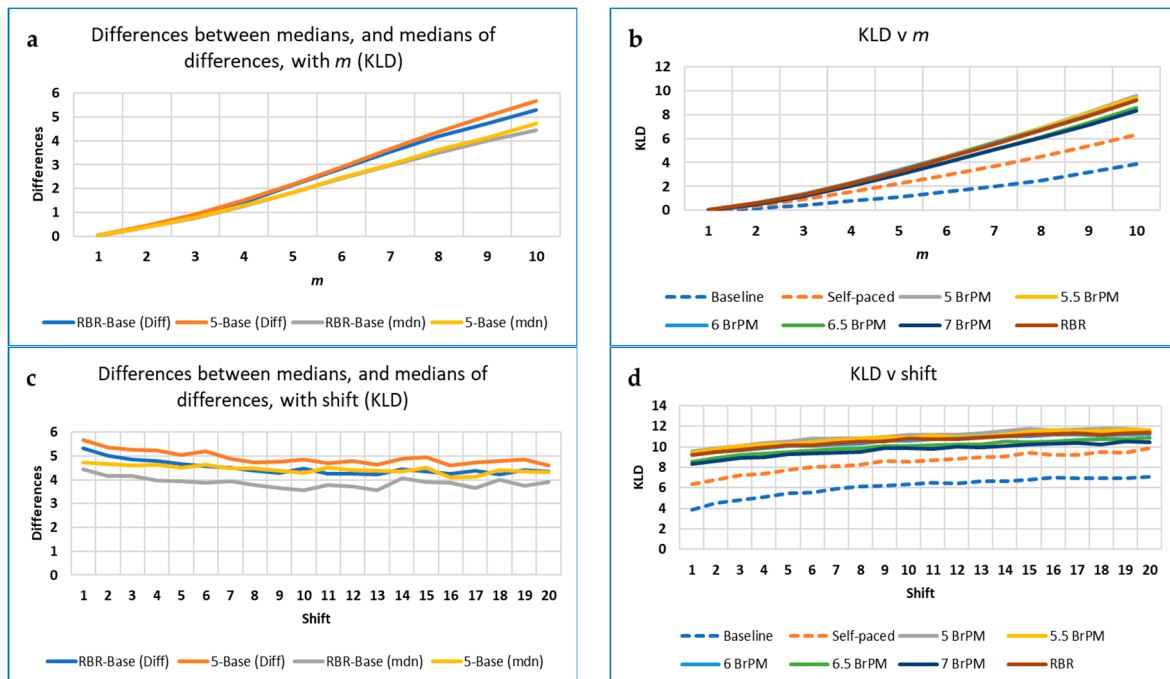 a
Differences between medians, and medians of
differences, with m (KLD)
6
5
4
3
2
1
0
Differences
1 2 3 4 5 6 7 8 9 10
m
RBR-Base (Diff) 5-Base (Diff) RBR-Base (mdn) 5-Base (mdn)
b
KLD v m
12
10
8
6
4
2
0
KLD
1 2 3 4 5 6 7 8 9 10
m
Baseline Self-paced 5 BrPM 5.5 BrPM
6 BrPM 6.5 BrPM 7 BrPM RBR
c
Differences between medians, and medians of
differences, with shift (KLD)
6
5
4
3
2
1
0
Differences
1 2 3 4 5 6 7 8 9 10 11 12 13 14 15 16 17 18 19 20
Shift
RBR-Base (Diff) 5-Base (Diff) RBR-Base (mdn) 5-Base (mdn)
d
KLD v shift
14
12
10
8
6
4
2
0
KLD
1 2 3 4 5 6 7 8 9 10 11 12 13 14 15 16 17 18 19 20
Shift
Baseline Self-paced 5 BrPM 5.5 BrPM
6 BrPM 6.5 BrPM 7 BrPM RBR